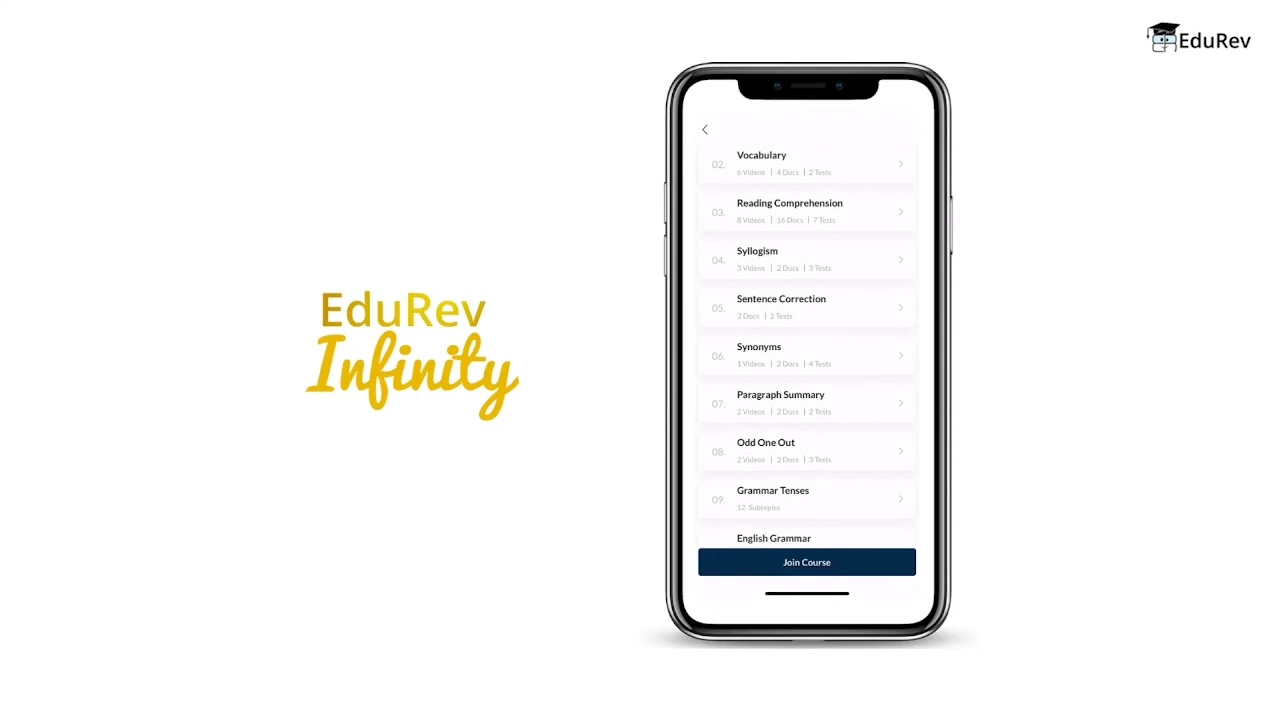 EduRev
EduRev
Infinity
02.
Vocabulary
6 Videos | 4 Docs | 2 Tests
03.
Reading Comprehension
8 Videos | 16 Docs | 7 Tests
04.
Syllogism
3 Videos | 2 Docs | 3 Tests
05.
Sentence Correction
2 Docs | 2 Tests
06.
Synonyms
1 Videos | 2 Docs | 4 Tests
07.
Paragraph Summary
2 Videos | 2 Docs | 2 Tests
08.
Odd One Out
2 Videos | 2 Docs | 3 Tests
09.
Grammar Tenses
12 Subtopics
English Grammar
Join Course